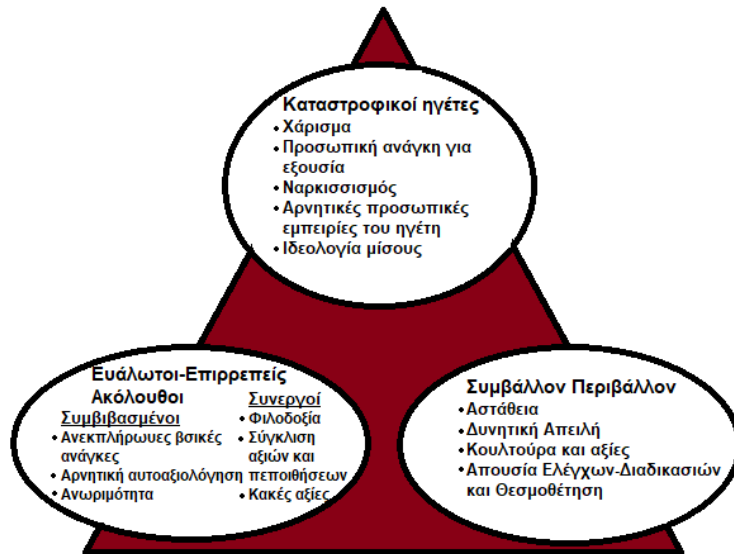 Καταστροφικοί ηγέτες
• Χάρισμα
• Προσωπική ανάγκη για
εξουσία
• Ναρκισσισμός
• Αρνητικές προσωπικές
εμπειρίες του ηγέτη
• Ιδεολογία μίσους
Ευάλωτοι-Επιρρεπείς
Ακόλουθοι
Συμβιβασμένοι
• Ανεκπλήρωυες βσικές
ανάγκες
• Αρνητική αυτοαξιολόγηση
• Ανωριμότητα
Συνεργοί
• Φιλοδοξία
• Σύγκλιση
αξιών και
πεποιθήσεων
• Κακές αξίες
Συμβάλλον Περιβάλλον
• Αστάθεια
• Δυνητική Απειλή
• Κουλτούρα και αξίες
• Απουσία Ελέγχων-Διαδικασιών
και Θεσμοθέτηση